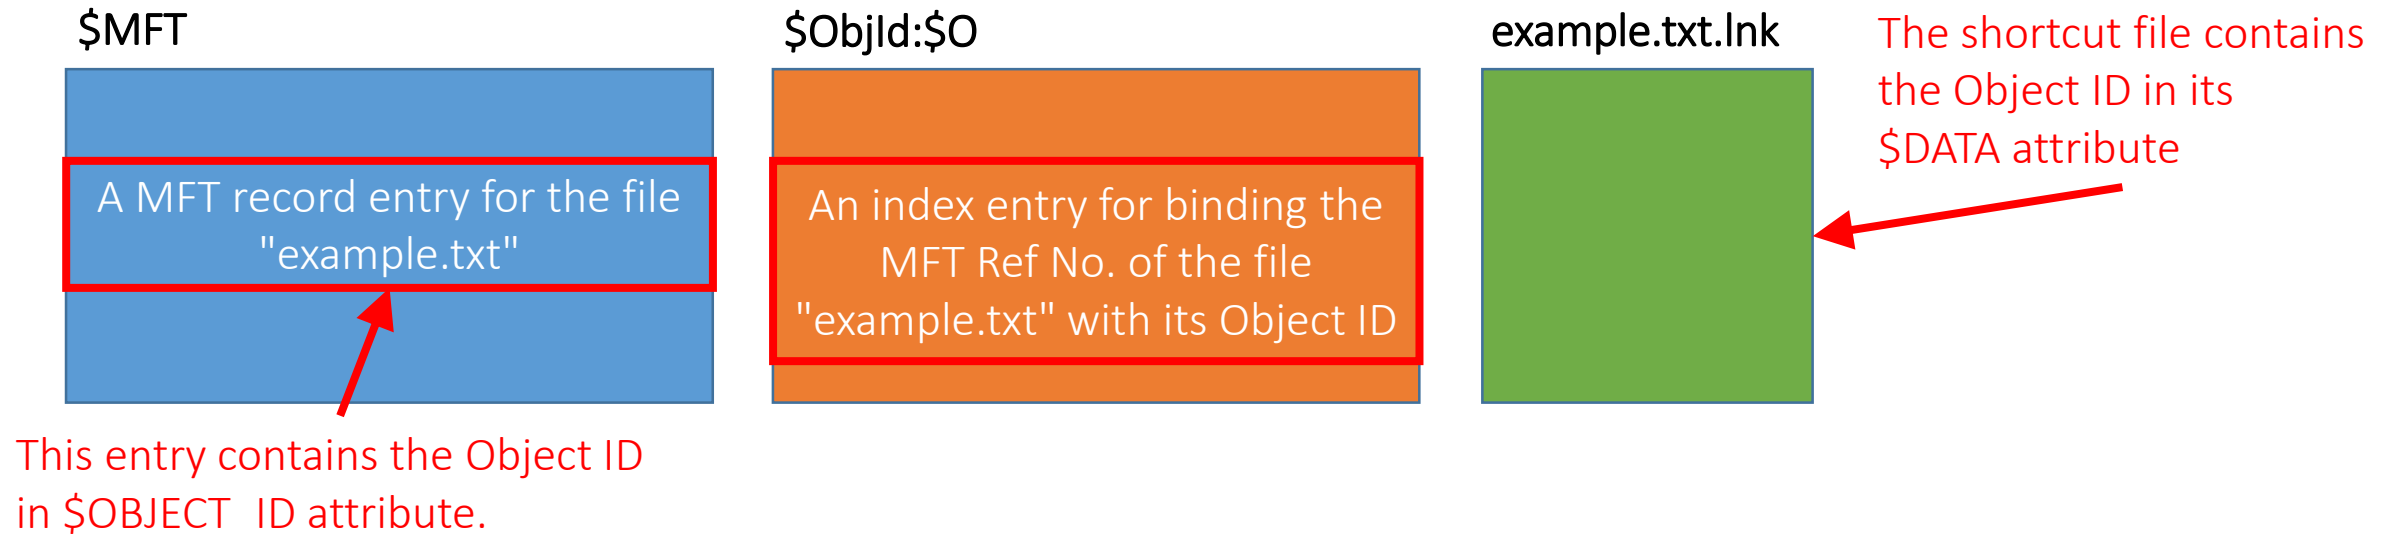 $MFT
A MFT record entry for the file
"example.txt"
This entry contains the Object ID
in $OBJECT ID attribute.
$ObjId:$O
An index entry for binding the
MFT Ref No. of the file
"example.txt" with its Object ID
example.txt.lnk
The shortcut file contains
the Object ID in its
$DATA attribute